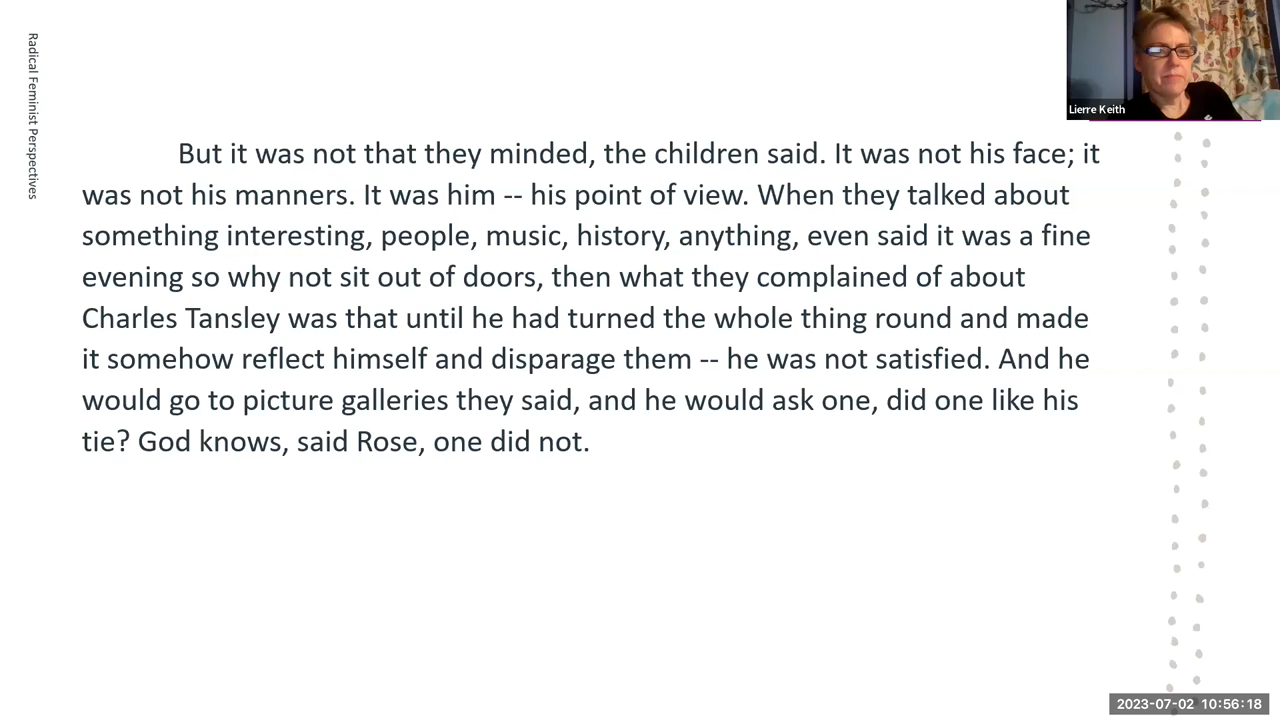 Radical Feminist Perspectives
Lierre Keith
But it was not that they minded, the children said. It was not his face; it
was not his manners. It was him -- his point of view. When they talked about
something interesting, people, music, history, anything, even said it was a fine
evening so why not sit out of doors, then what they complained of about
Charles Tansley was that until he had turned the whole thing round and made
it somehow reflect himself and disparage them -- he was not satisfied. And he
would go to picture galleries they said, and he would ask one, did one like his
tie? God knows, said Rose, one did not.
2023-07-02 10:56:18